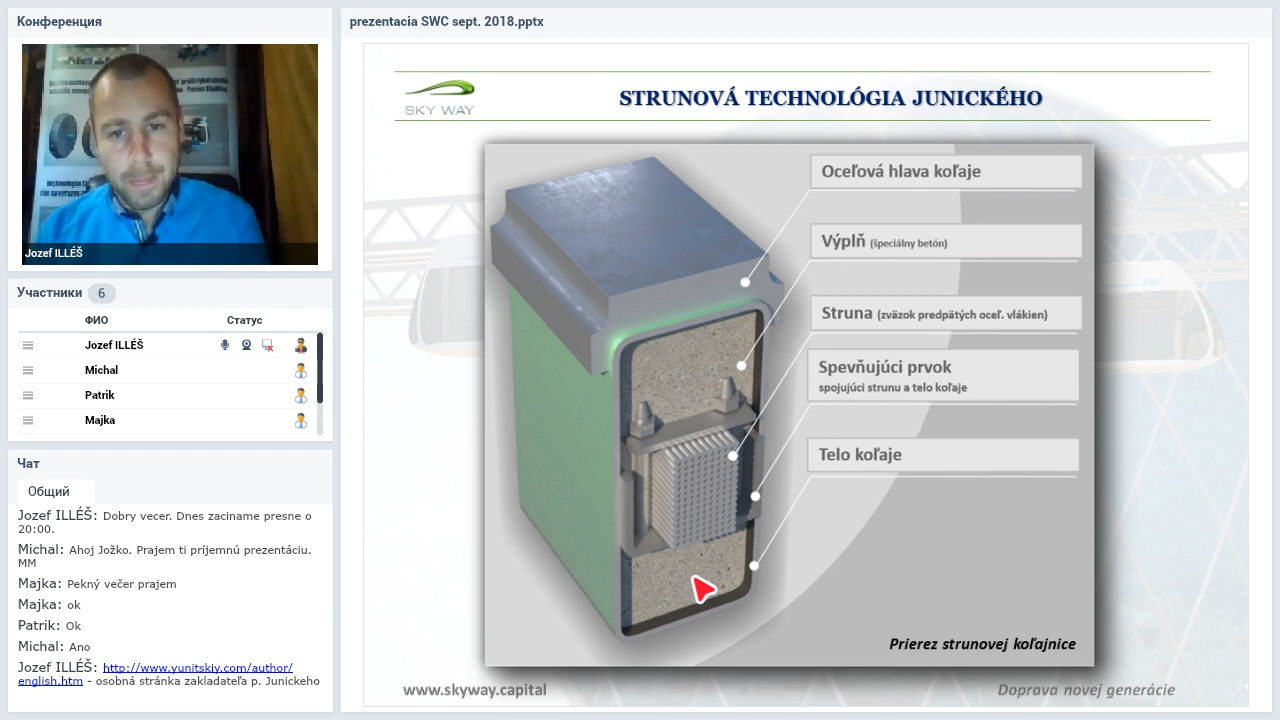 Конференция
Jozef ILLÉŠ
Участники 6
ФИО Статус
Jozef ILLÉŠ
Michal
Patrik
Majka
Чат
Общий
Jozef ILLÉŠ: Dobry vecer. Dnes zaciname presne o
20:00.
Michal: Ahoj Jožko. Prajem ti príjemnú prezentáciu.
MM
Majka: Pekný večer prajem
Majka: ok
Patrik: Ok
Michal: Ano
Jozef ILLÉŠ: http://www.yunitskiy.com/author/
english.htm - osobná stránka zakladateľa p. Junickeho
prezentacia SWC sept. 2018.pptx
SKY WAY
STRUNOVÁ TECHNOLÓGIA JUNICKÉHO
Oceľová hlava koľaje
Výplň (špeciálny betón)
Struna (zväzok predpätých oceľ. vlákien)
Spevňujúci prvok
spojujúci strunu a telo koľaje
Telo koľaje
Prierez strunovej koľajnice
www.skyway.capital
Doprava novej generácie